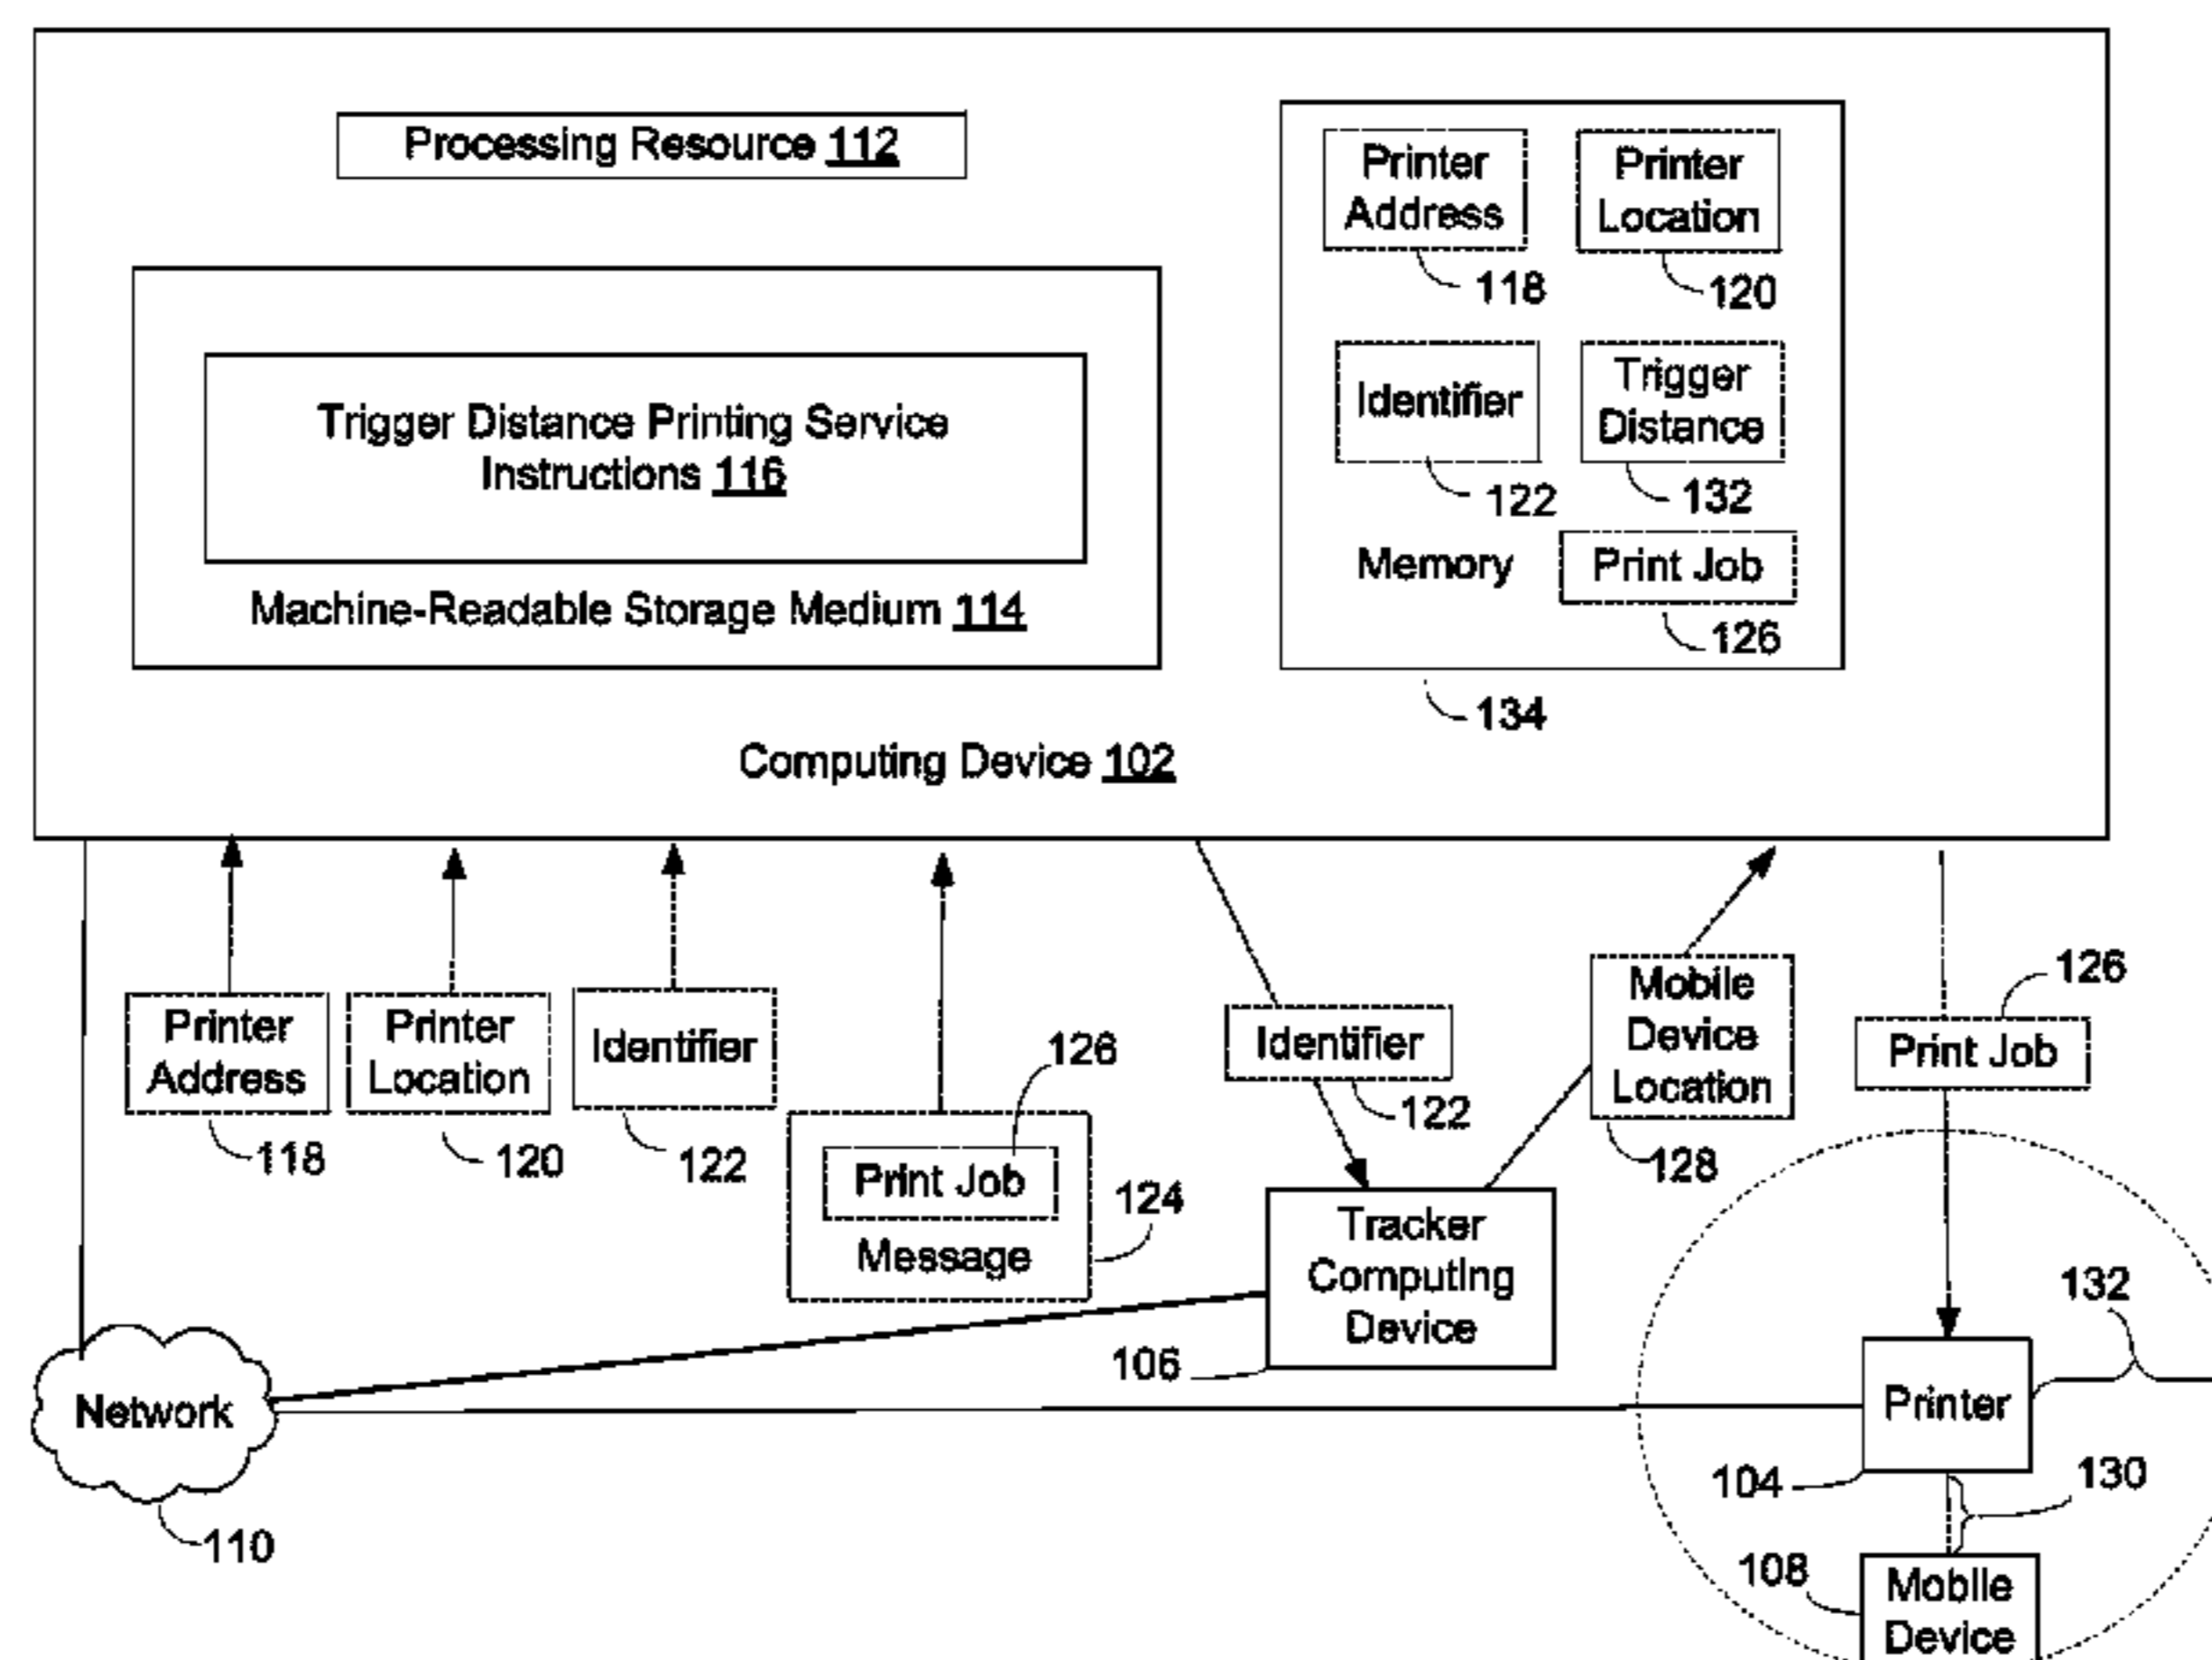 Processing Resource 112
Trigger Distance Printing Service
Instructions 116
Machine-Readable Storage Medium 114
Printer
Address
118
Printer
Location
120
Identifier
122
Trigger
Distance
132
Memory
Print Job
126
134
Computing Device 102
Printer
Address
118
Printer
Location
120
Identifier
122
126
Print Job
Message
124
Identifier
122
Mobile
Device
Location
128
126
Print Job
Tracker
Computing
Device
106
132
Network
110
Printer
104
130
108
Mobile
Device